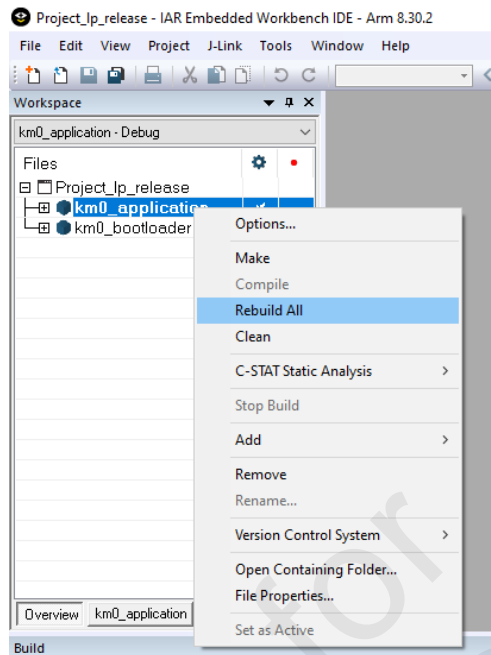 Project_lp_release - IAR Embedded Workbench IDE - Arm 8.30.2
File Edit View Project J-Link Tools Window Help
Workspace
km0_application - Debug
Files
Project_lp_release
km0_application
km0_bootloader
Options...
Make
Compile
Rebuild All
Clean
C-STAT Static Analysis
Stop Build
Add
Remove
Rename...
Version Control System
Open Containing Folder...
File Properties...
Set as Active
Overview km0_application
Build
for